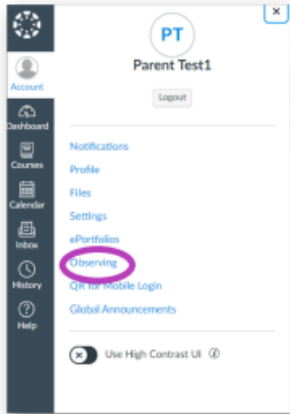 PT
Parent Test1
Logout
Account
Dashboard
Courses
Calendar
Inbox
History
Help
Notifications
Profile
Files
Settings
ePortfolios
Observing
QR for Mobile Login
Global Announcements
Use High Contrast UI